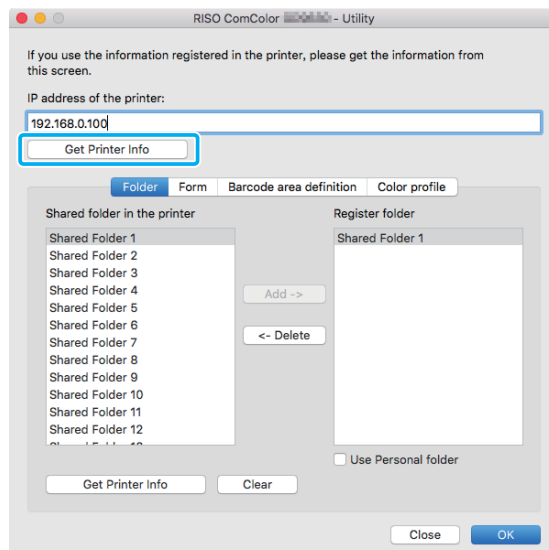 RISO ComColor - Utility
If you use the information registered in the printer, please get the information from
this screen.
IP address of the printer:
192.168.0.100
Get Printer Info
Folder Form Barcode area definition Color profile
Shared folder in the printer
Register folder
Shared Folder 1
Shared Folder 2
Shared Folder 3
Shared Folder 4
Shared Folder 5
Shared Folder 6
Shared Folder 7
Shared Folder 8
Shared Folder 9
Shared Folder 10
Shared Folder 11
Shared Folder 12
Add ->
<- Delete
Shared Folder 1
Use Personal folder
Get Printer Info
Clear
Close
OK